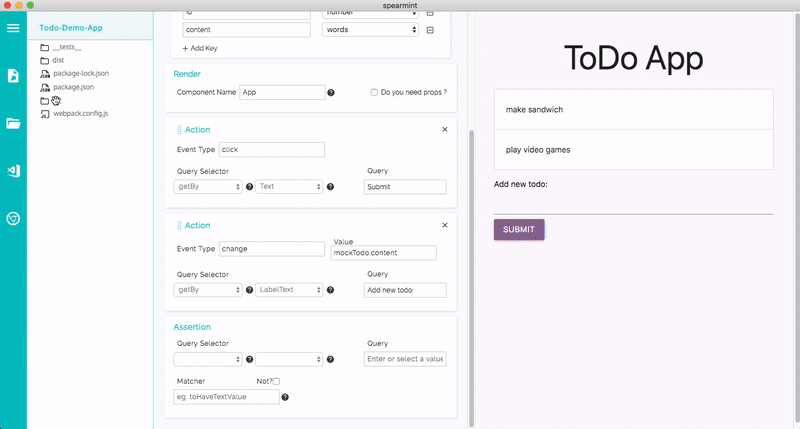 spearmint
Todo-Demo-App
__tests__
dist
package-lock.json
package.json
webpack.config.js
id number
content words
+ Add Key
Render
Component Name App Do you need props ?
Action
Event Type click
Query Selector Query
getBy Text Submit
Action
Event Type change Value mockTodo.content
Query Selector Query
getBy LabelText Add new todo:
Assertion
Query Selector Query
Enter or select a value
Matcher Not?
eg. toHaveTextValue
ToDo App
make sandwich
play video games
Add new todo:
SUBMIT